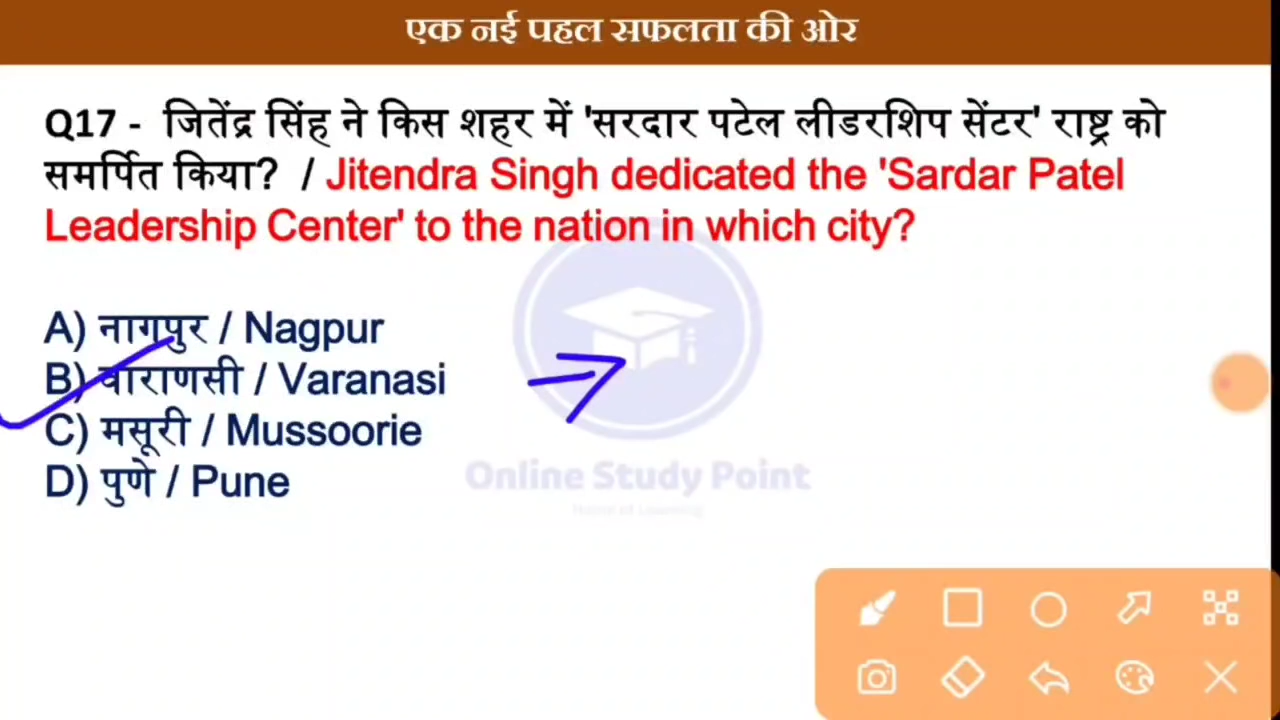 एक नई पहल सफलता की ओर
Q17 - जितेंद्र सिंह ने किस शहर में 'सरदार पटेल लीडरशिप सेंटर' राष्ट्र को
समर्पित किया? / Jitendra Singh dedicated the 'Sardar Patel
Leadership Center' to the nation in which city?
A) नागपुर / Nagpur
B) वाराणसी / Varanasi
C) मसूरी / Mussoorie
D) पुणे / Pune
Online Study Point